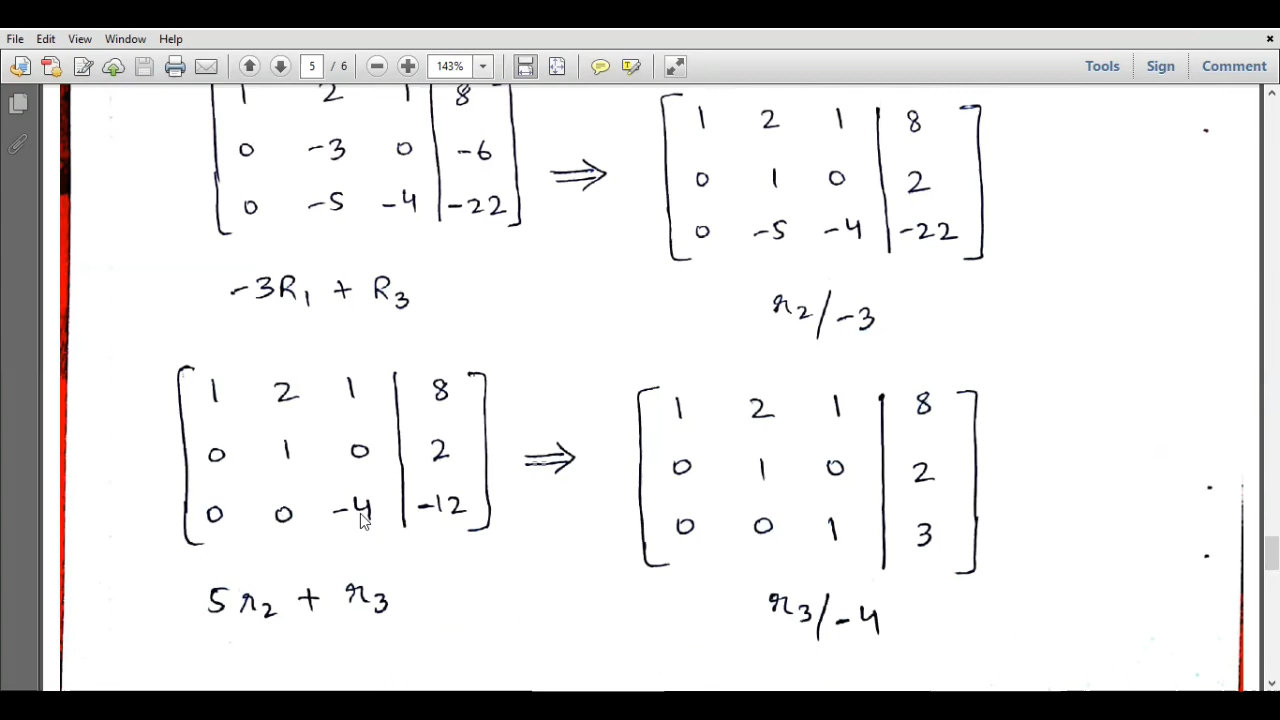 File Edit View Window Help
5 / 6 143% Tools Sign Comment
1 2 1 | 8
0 -3 0 | -6
0 -5 -4 | -22
-3R₁ + R₃
⇒
1 2 1 | 8
0 1 0 | 2
0 -5 -4 | -22
r₂/-3
1 2 1 | 8
0 1 0 | 2
0 0 -4 | -12
5r₂ + r₃
⇒
1 2 1 | 8
0 1 0 | 2
0 0 1 | 3
r₃/-4